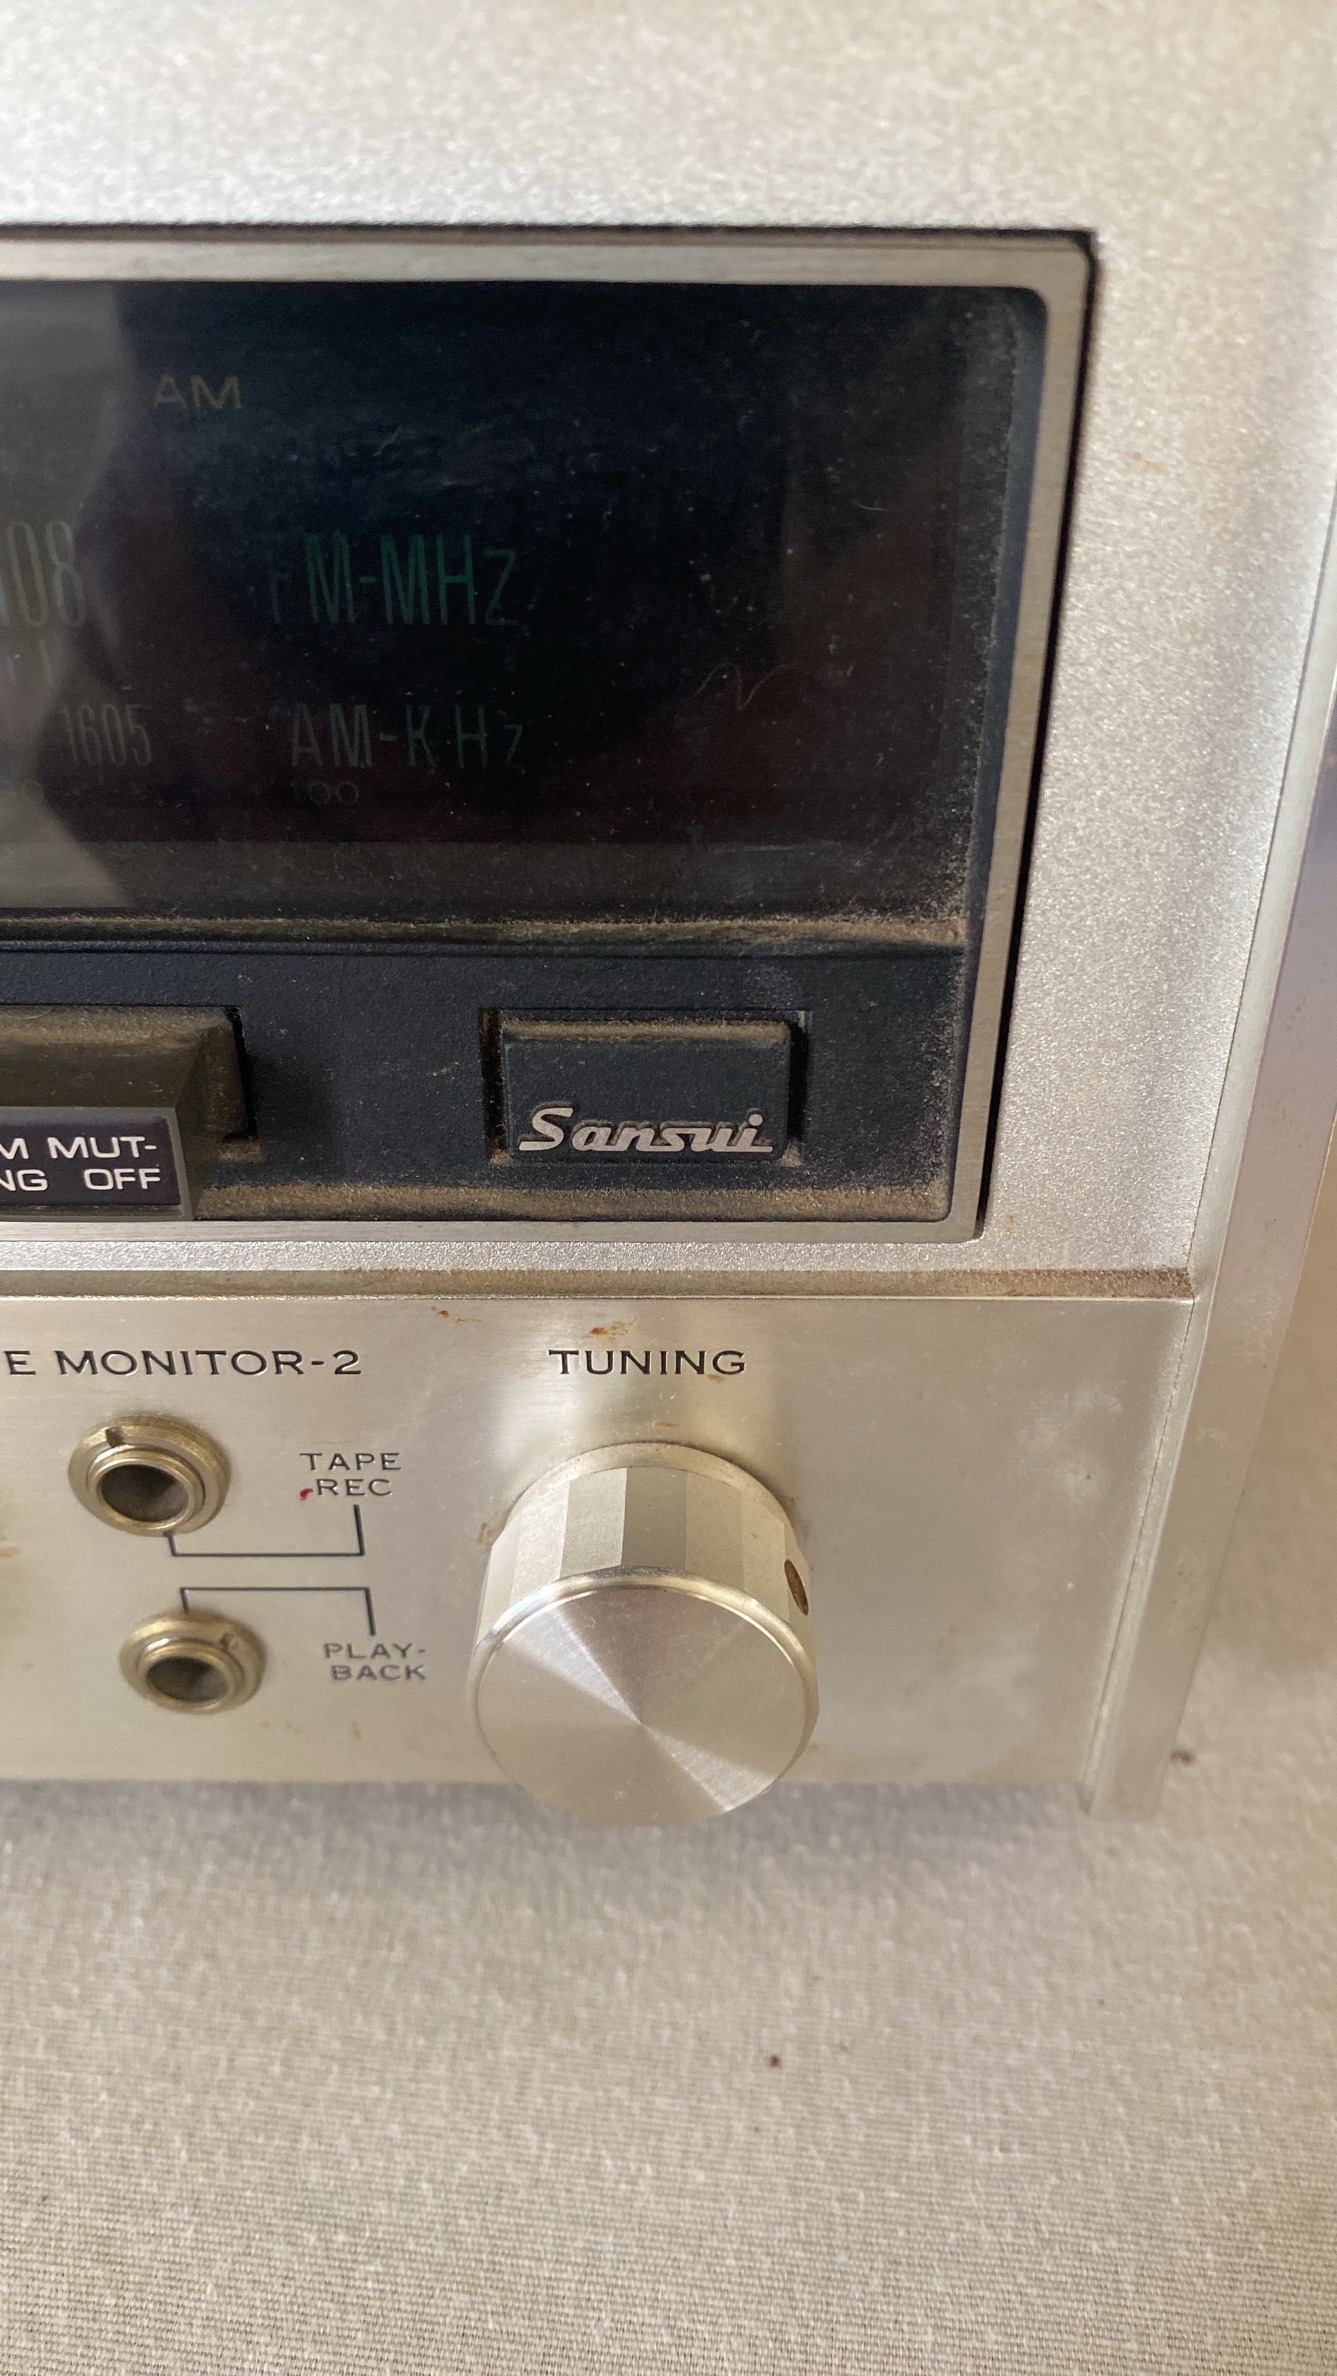 AM
108 FM-MHz
1605 AM-KHz
100
M MUT-
NG OFF
Sansui
E MONITOR-2
TUNING
TAPE
REC
PLAY-
BACK